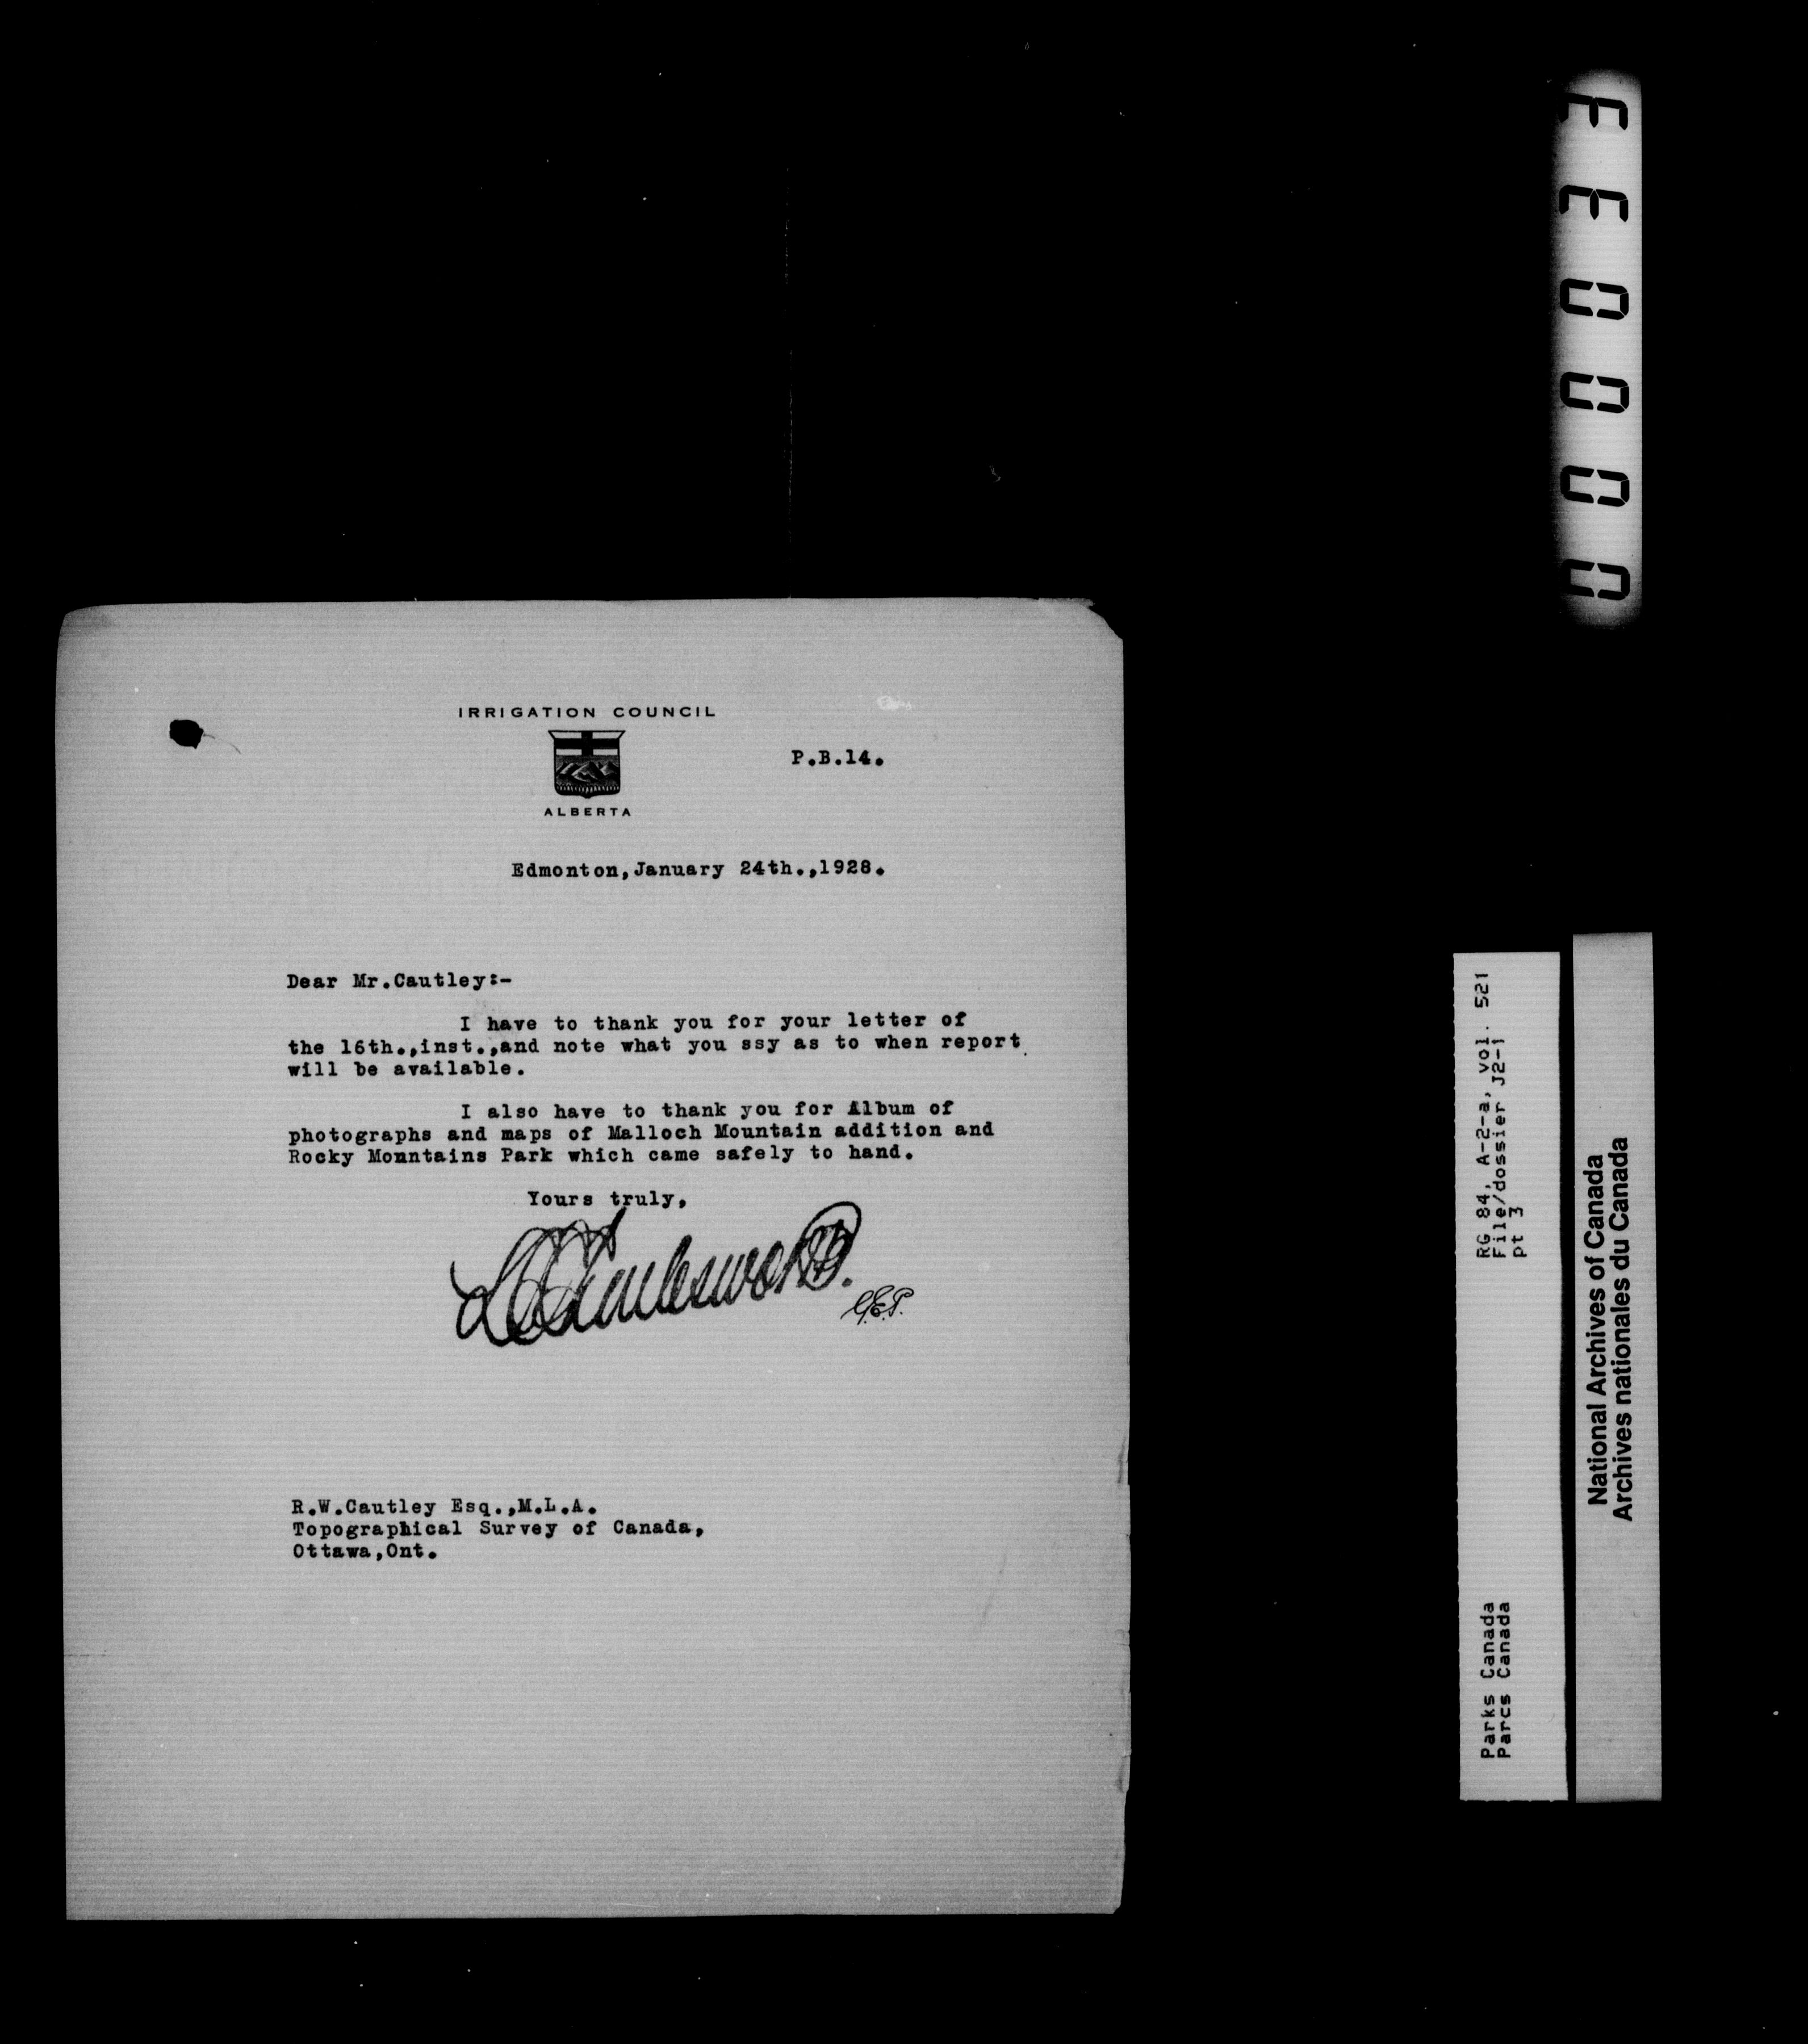 IRRIGATION COUNCIL
P.B.14.
ALBERTA
Edmonton,January 24th.,1928.
Dear Mr.Cautley:-
I have to thank you for your letter of
the 16th.,inst.,and note what you ssy as to when report
will be available.
I also have to thank you for Album of
photographs and maps of Malloch Mountain addition and
Rocky Monntains Park which came safely to hand.
Yours truly,
R.W.Cautley Esq.,M.L.A.
Topographical Survey of Canada,
Ottawa,Ont.
RG 84, A-2-a, vol. 521
File/dossier J2-1
pt 3
Parks Canada
Parcs Canada
National Archives of Canada
Archives nationales du Canada